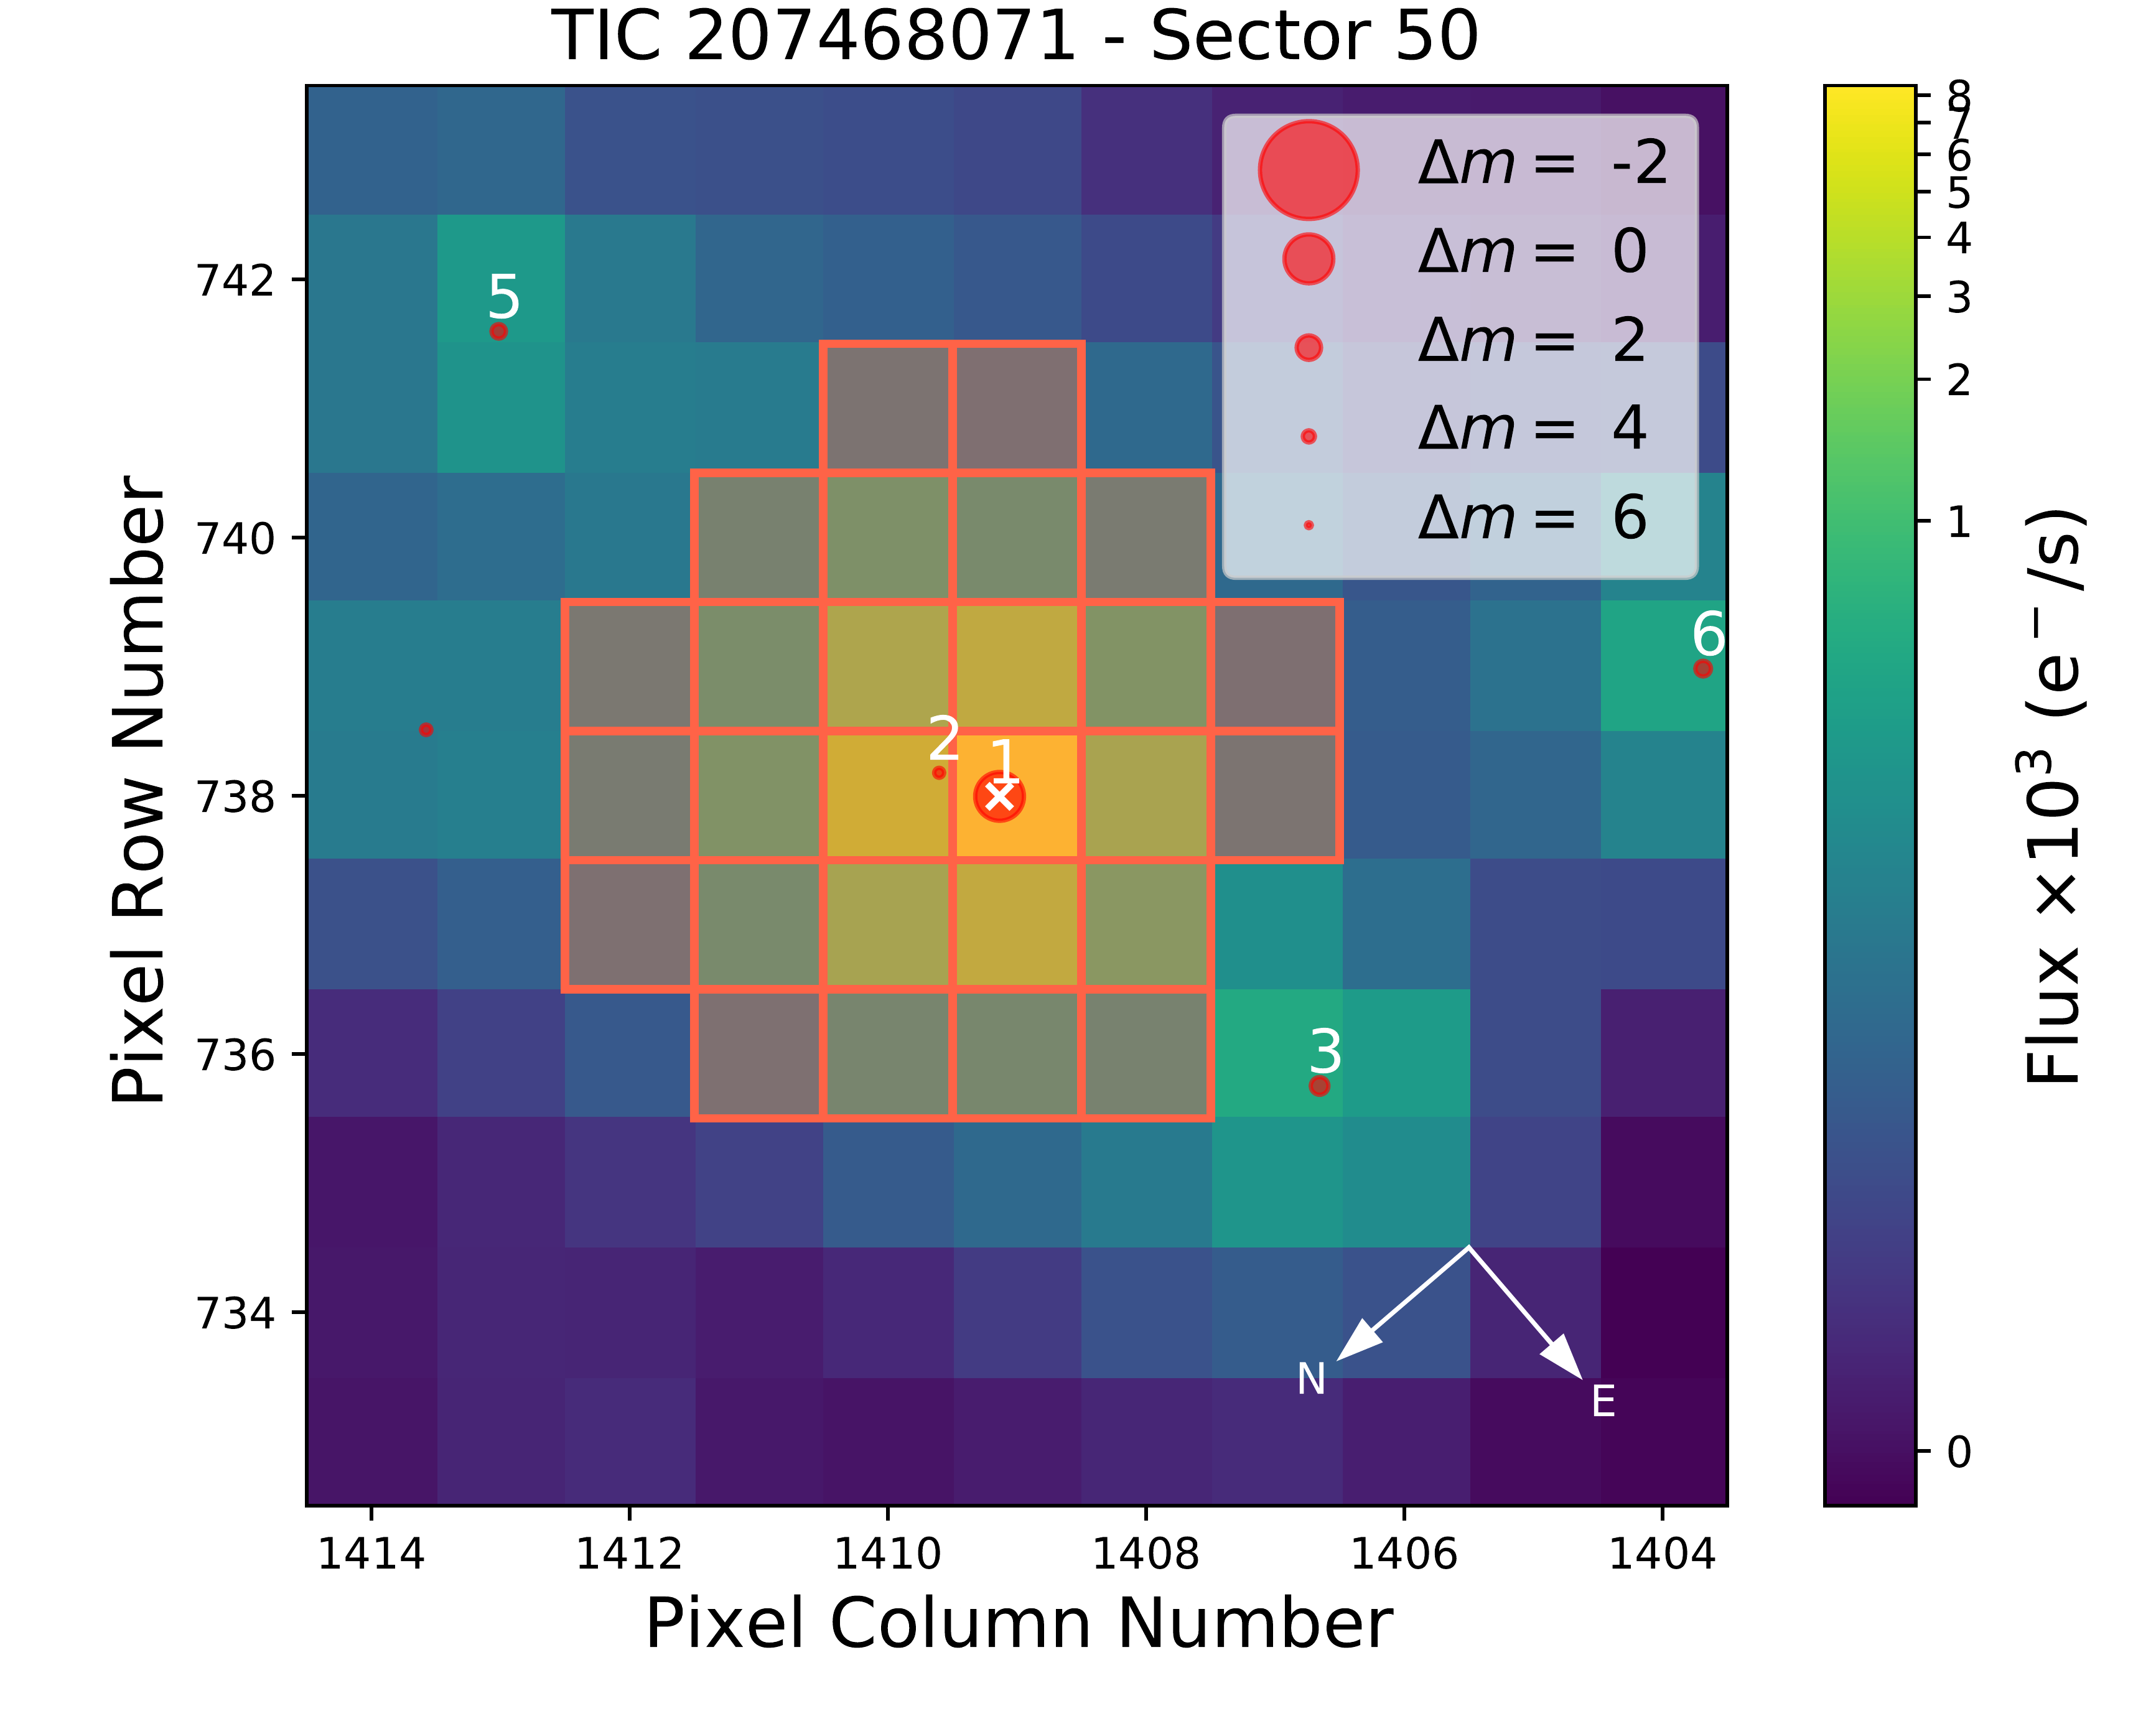 TIC 207468071 - Sector 50
Δm = -2
Δm = 0
Δm = 2
Δm = 4
Δm = 6
5
6
2
1
3
N
E
742
740
738
736
734
Pixel Row Number
1414 1412 1410 1408 1406 1404
Pixel Column Number
8
7
6
5
4
3
2
1
0
Flux ×10³ (e⁻/s)